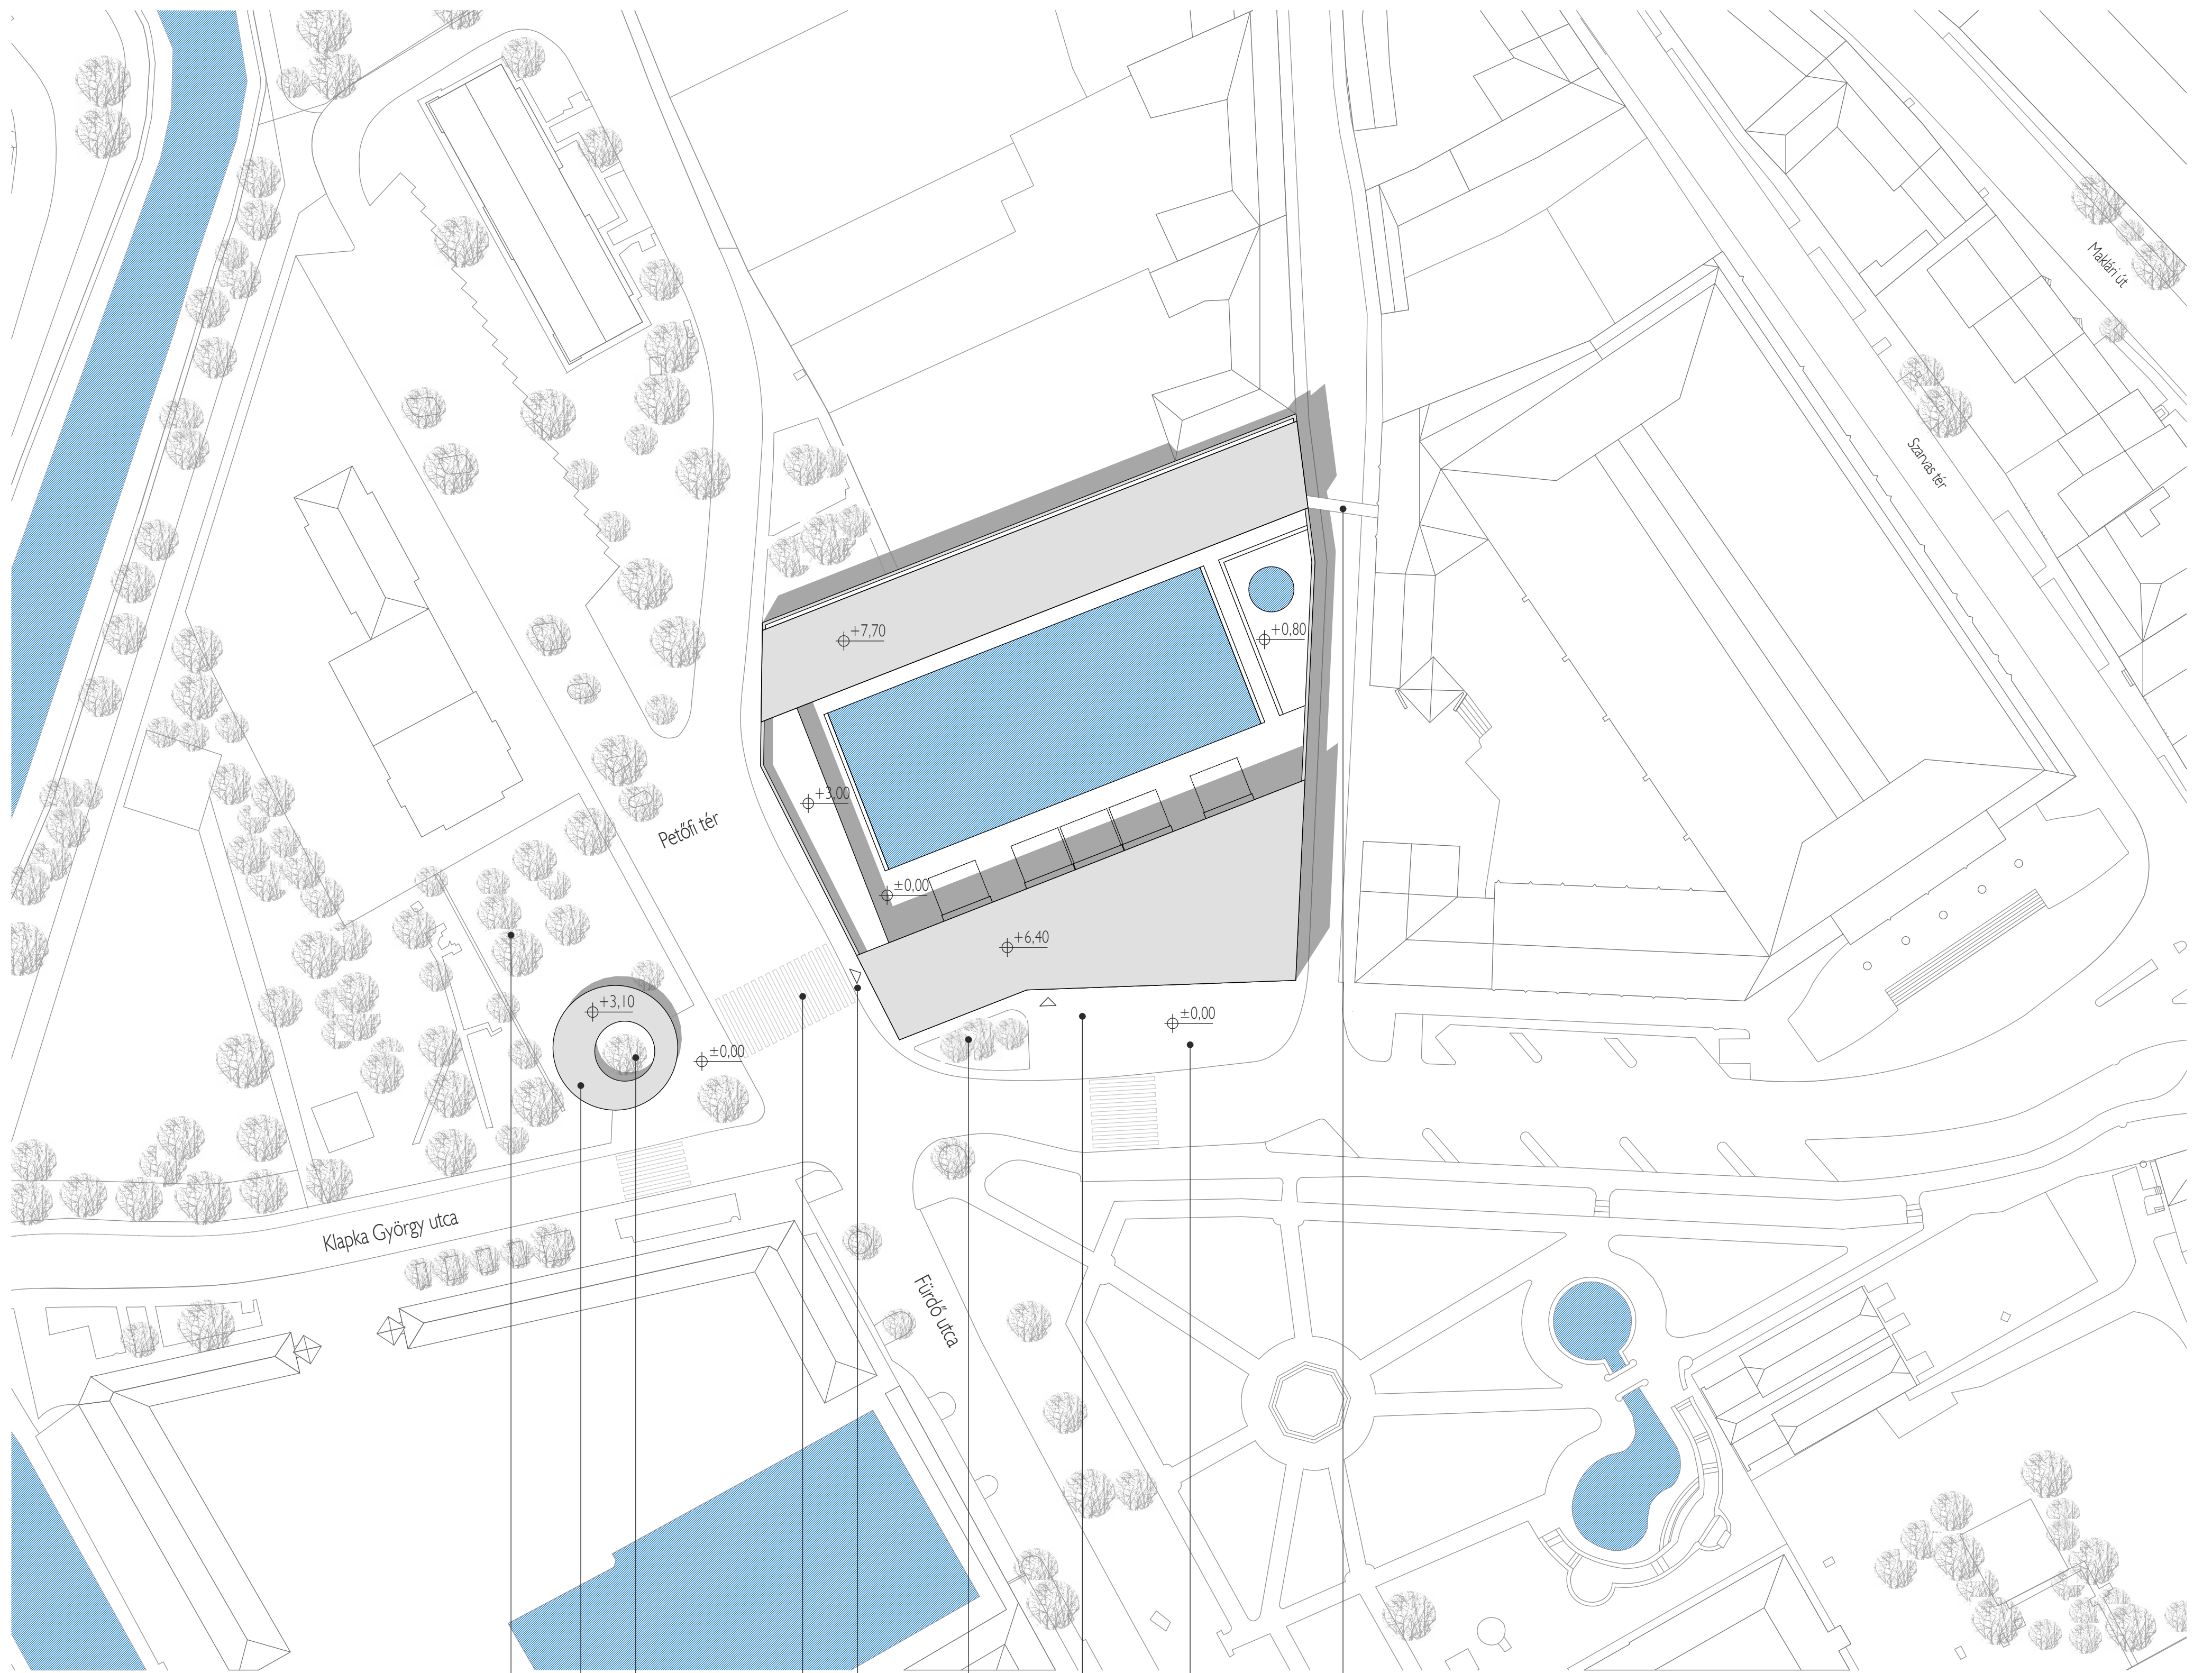 Maklári út
Szarvas tér
+7,70
+0,80
+3,00
Petőfi tér
±0,00
+6,40
+3,10
±0,00
±0,00
Klapka György utca
Fürdő utca